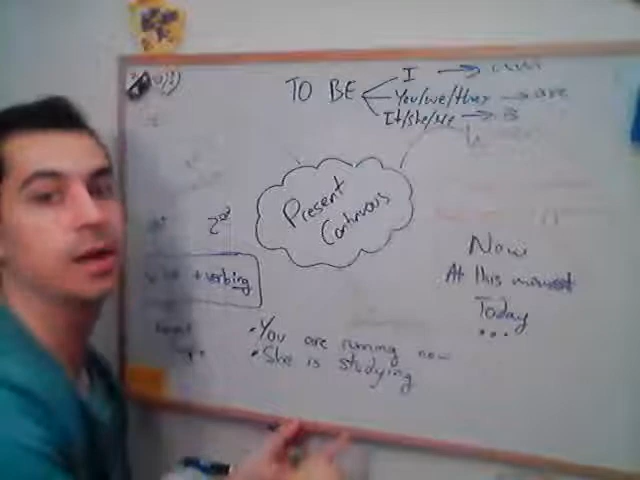 TO BE
I →
You/we/they → are
It/she/he → is
Present
Continuous
2nd
+ verbing
Now
At this moment
Today
...
• You are running now
• She is studying